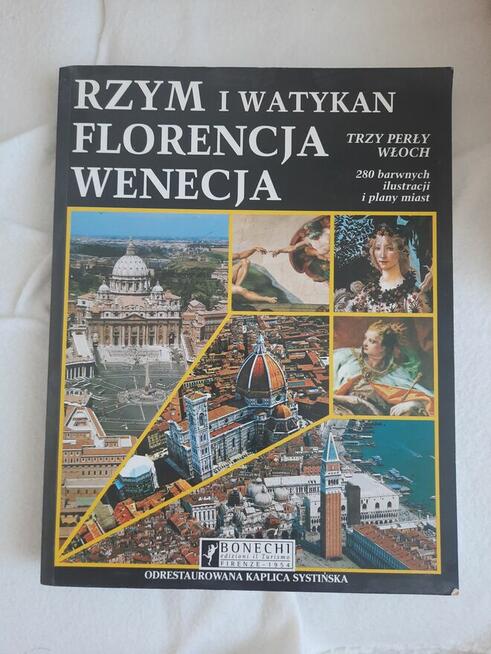 RZYM I WATYKAN
FLORENCJA
WENECJA
TRZY PERŁY
WŁOCH
280 barwnych
ilustracji
i plany miast
BONECHI
edizioni il Turismo
FIRENZE - 1954
ODRESTAUROWANA KAPLICA SYSTIŃSKA